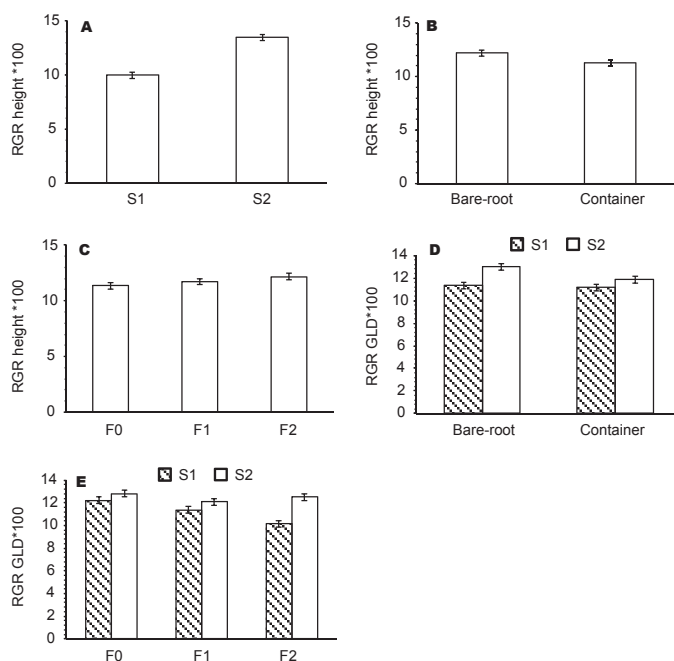 A
RGR height *100
15
10
5
0
S1 S2
B
RGR height *100
15
10
5
0
Bare-root Container
C
RGR height *100
15
10
5
0
F0 F1 F2
D S1 S2
RGR GLD*100
14
12
10
8
6
4
2
0
Bare-root Container
E S1 S2
RGR GLD*100
14
12
10
8
6
4
2
0
F0 F1 F2